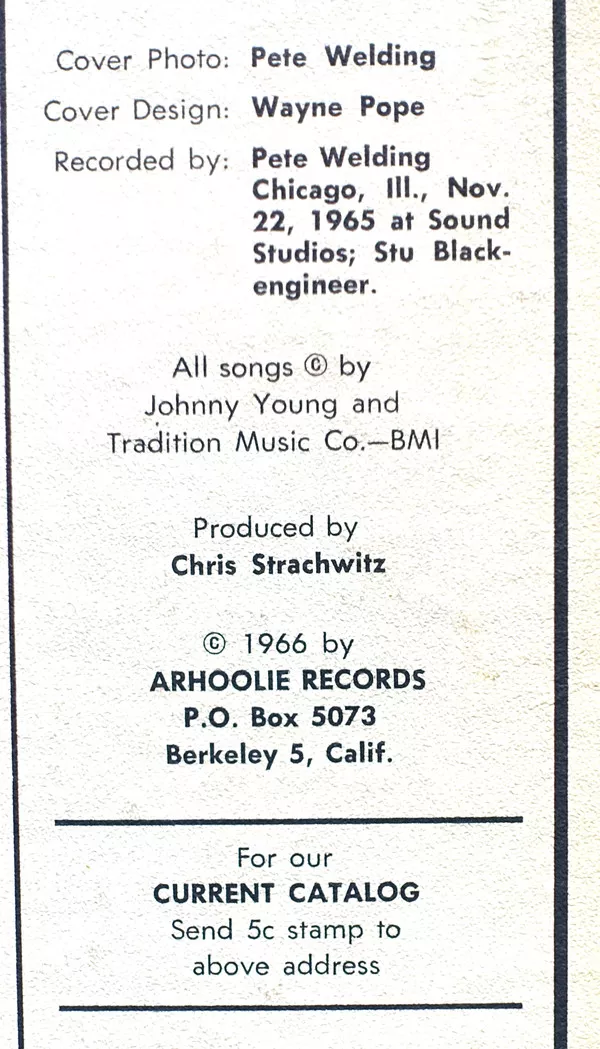 Cover Photo: Pete Welding
Cover Design: Wayne Pope
Recorded by: Pete Welding
Chicago, Ill., Nov.
22, 1965 at Sound
Studios; Stu Black-
engineer.
All songs © by
Johnny Young and
Tradition Music Co.—BMI
Produced by
Chris Strachwitz
© 1966 by
ARHOOLIE RECORDS
P.O. Box 5073
Berkeley 5, Calif.
For our
CURRENT CATALOG
Send 5c stamp to
above address